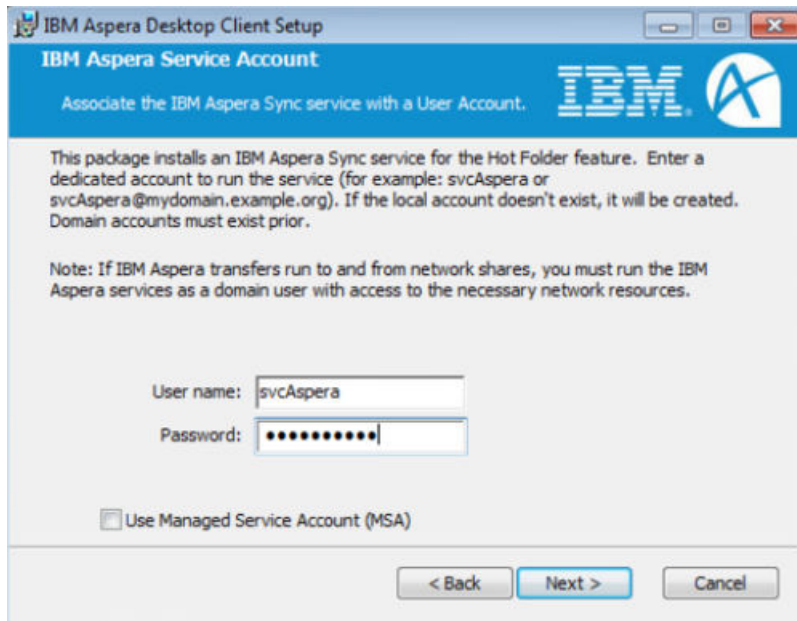 IBM Aspera Desktop Client Setup
IBM Aspera Service Account
Associate the IBM Aspera Sync service with a User Account.
IBM
This package installs an IBM Aspera Sync service for the Hot Folder feature. Enter a
dedicated account to run the service (for example: svcAspera or
svcAspera@mydomain.example.org). If the local account doesn't exist, it will be created.
Domain accounts must exist prior.
Note: If IBM Aspera transfers run to and from network shares, you must run the IBM
Aspera services as a domain user with access to the necessary network resources.
User name: svcAspera
Password: ●●●●●●●●●●
Use Managed Service Account (MSA)
< Back Next > Cancel